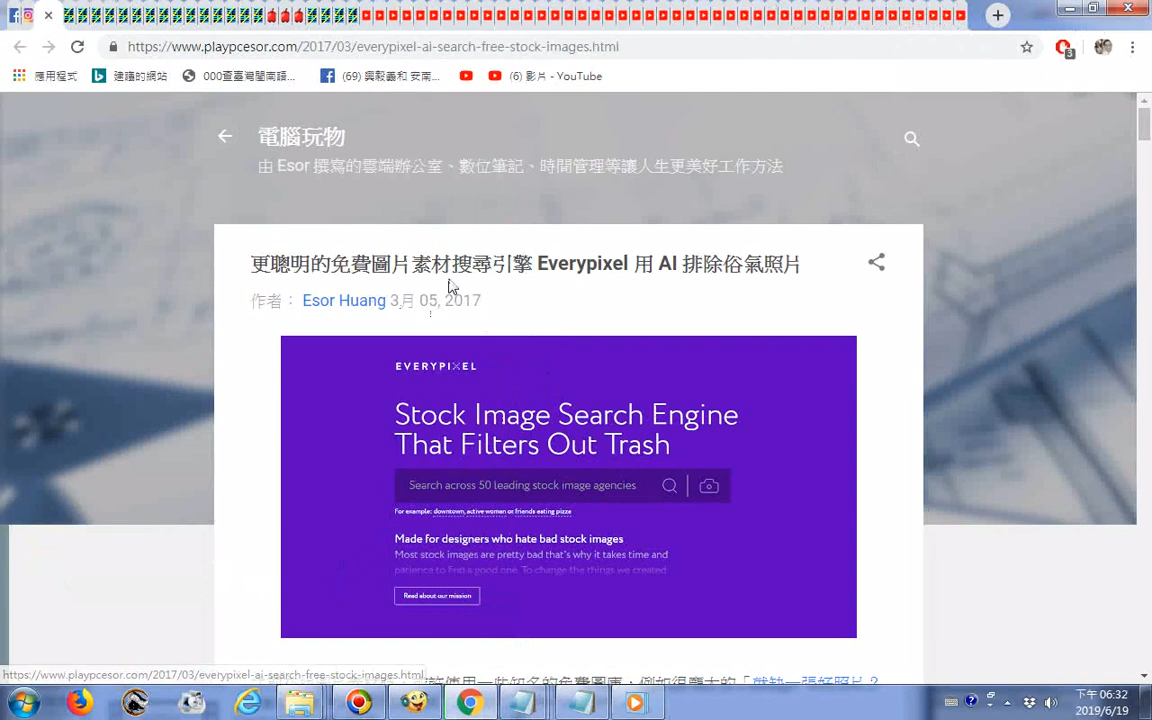 https://www.playpcesor.com/2017/03/everypixel-ai-search-free-stock-images.html
3
應用程式 建議的網站 000查臺灣閩南語... (69) 吳毅義和 安南... (6) 影片 - YouTube
電腦玩物
由 Esor 撰寫的雲端辦公室、數位筆記、時間管理等讓人生更美好工作方法
更聰明的免費圖片素材搜尋引擎 Everypixel 用 AI 排除俗氣照片
作者： Esor Huang 3月 05, 2017
EVERYPIXEL
Stock Image Search Engine
That Filters Out Trash
Search across 50 leading stock image agencies
For example: downtown, active women or friends eating pizza
Made for designers who hate bad stock images
Most stock images are pretty bad that's why it takes time and
patience to find a good one. To change the things we created
Read about our mission
https://www.playpcesor.com/2017/03/everypixel-ai-search-free-stock-images.html
下午 06:32
2019/6/19